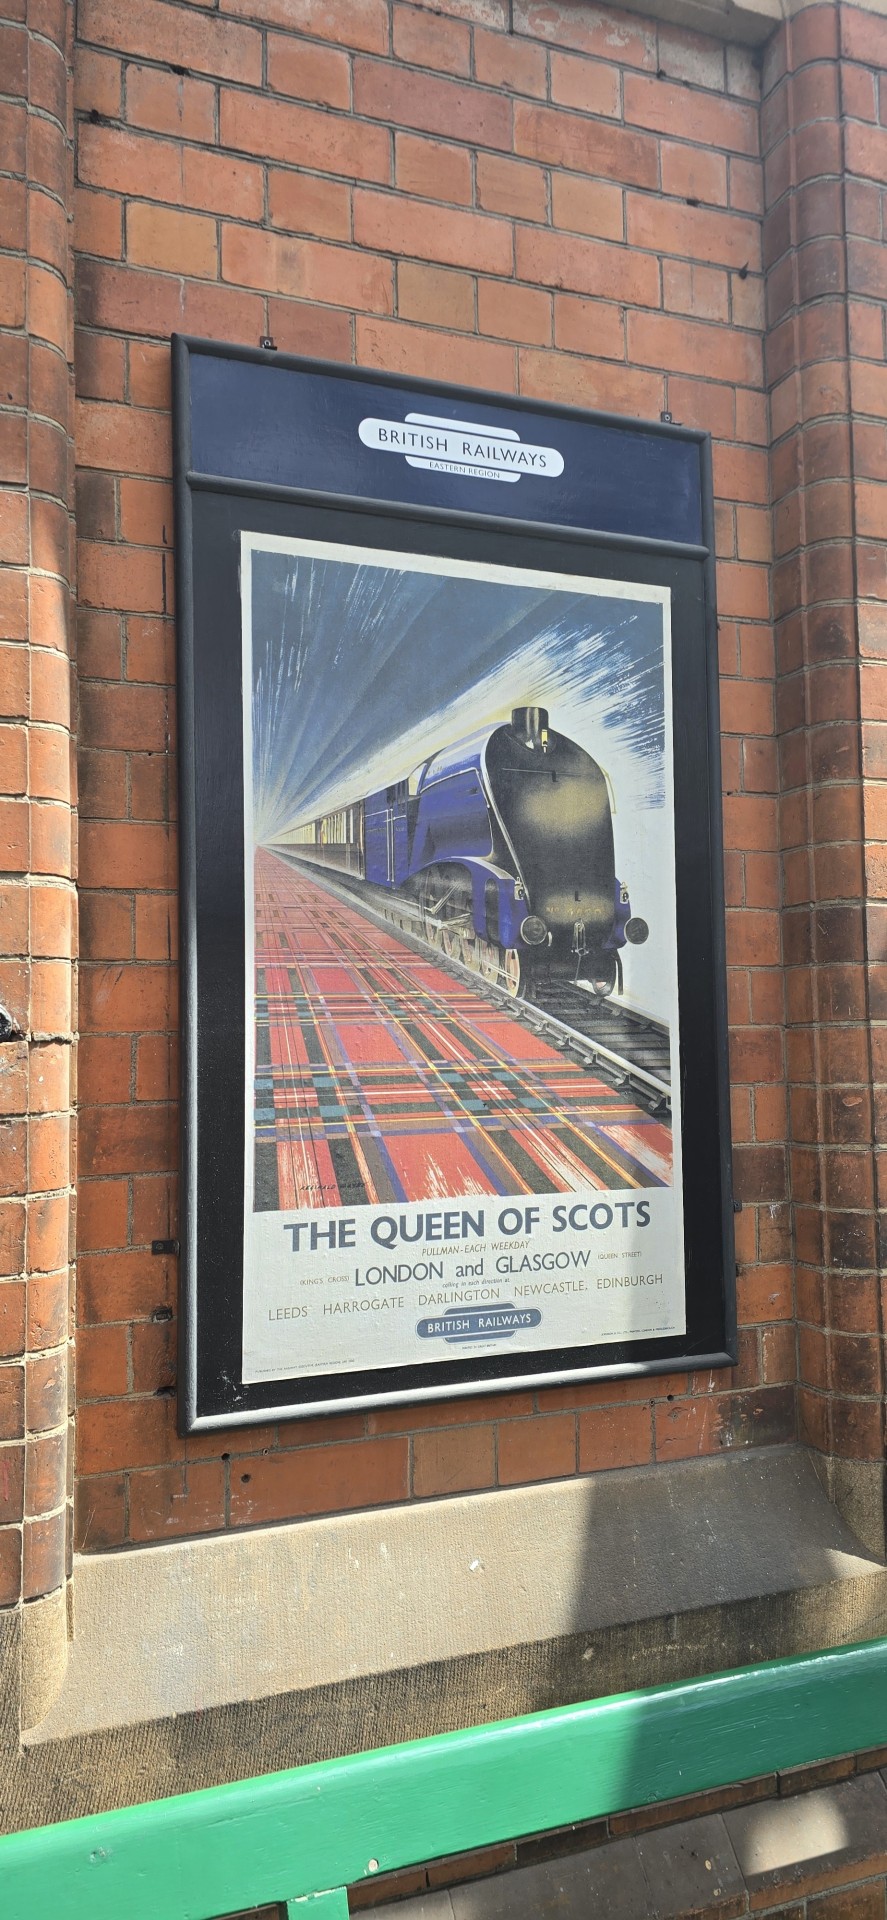 BRITISH RAILWAYS
EASTERN REGION
THE QUEEN OF SCOTS
PULLMAN-EACH WEEKDAY
(KING'S CROSS) LONDON and GLASGOW (QUEEN STREET)
calling in each direction at
LEEDS HARROGATE DARLINGTON NEWCASTLE, EDINBURGH
BRITISH RAILWAYS